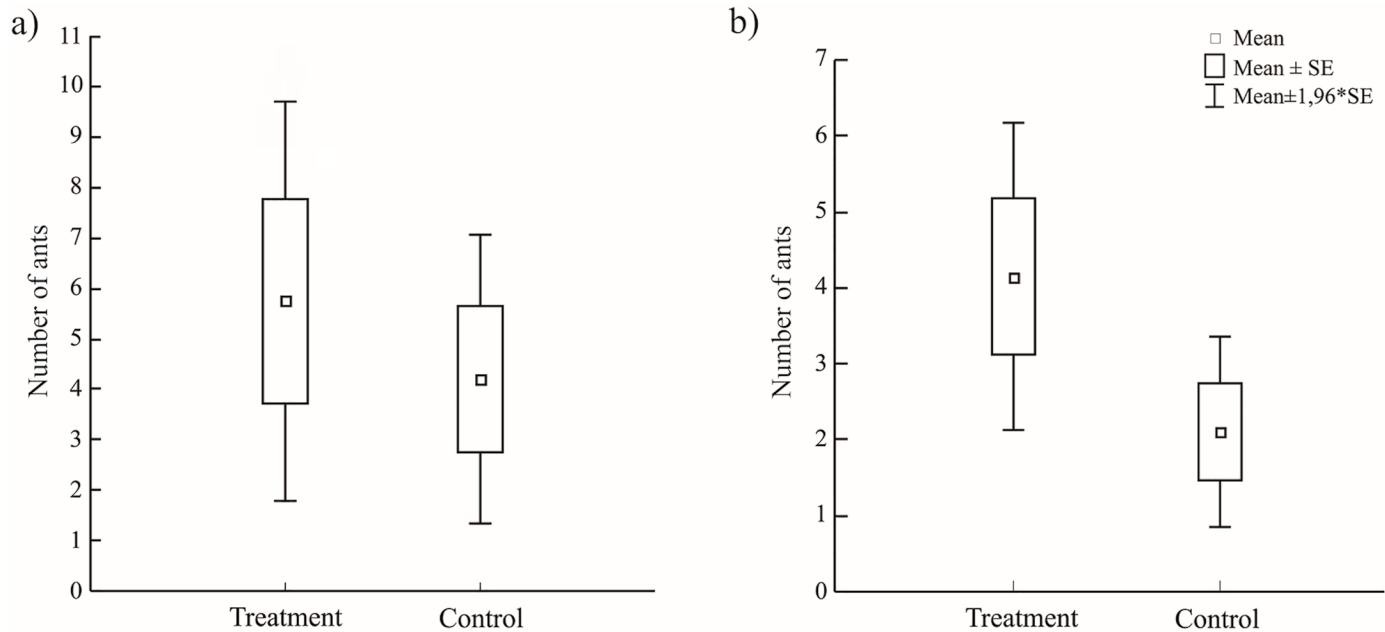 a)
11
10
9
8
7
6
5
4
3
2
1
0
Number of ants
Treatment
Control
b)
7
6
5
4
3
2
1
0
Number of ants
Treatment
Control
Mean
Mean ± SE
Mean±1,96*SE